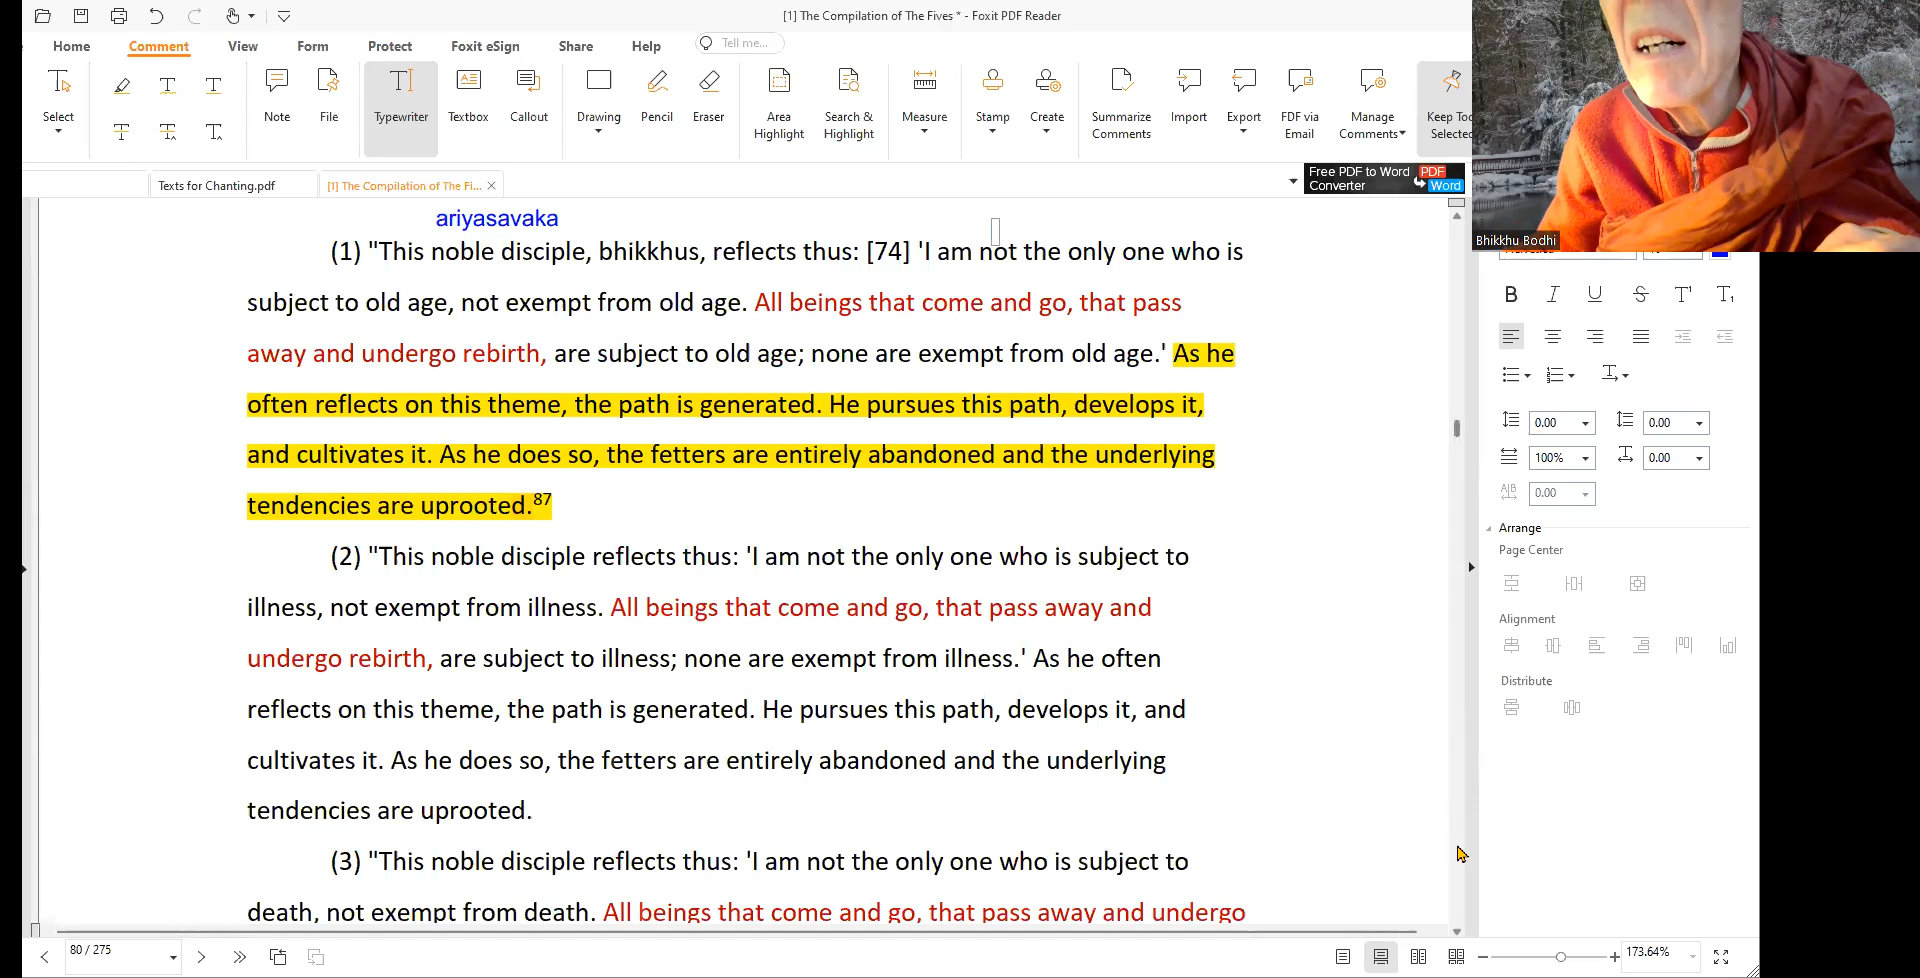 [1] The Compilation of The Fives * - Foxit PDF Reader
Home Comment View Form Protect Foxit eSign Share Help Tell me...
Select Note File Typewriter Textbox Callout Drawing Pencil Eraser Area Highlight Search & Highlight Measure Stamp Create Summarize Comments Import Export FDF via Email Manage Comments Keep Selected
Texts for Chanting.pdf [1] The Compilation of The Fi...
Free PDF to Word Converter PDF Word
Bhikkhu Bodhi
ariyasavaka
(1) "This noble disciple, bhikkhus, reflects thus: [74] 'I am not the only one who is
subject to old age, not exempt from old age. All beings that come and go, that pass
away and undergo rebirth, are subject to old age; none are exempt from old age.' As he
often reflects on this theme, the path is generated. He pursues this path, develops it,
and cultivates it. As he does so, the fetters are entirely abandoned and the underlying
tendencies are uprooted.87
(2) "This noble disciple reflects thus: 'I am not the only one who is subject to
illness, not exempt from illness. All beings that come and go, that pass away and
undergo rebirth, are subject to illness; none are exempt from illness.' As he often
reflects on this theme, the path is generated. He pursues this path, develops it, and
cultivates it. As he does so, the fetters are entirely abandoned and the underlying
tendencies are uprooted.
(3) "This noble disciple reflects thus: 'I am not the only one who is subject to
death, not exempt from death. All beings that come and go, that pass away and undergo
0.00 0.00
100% 0.00
0.00
Arrange
Page Center
Alignment
Distribute
80 / 275
173.64%